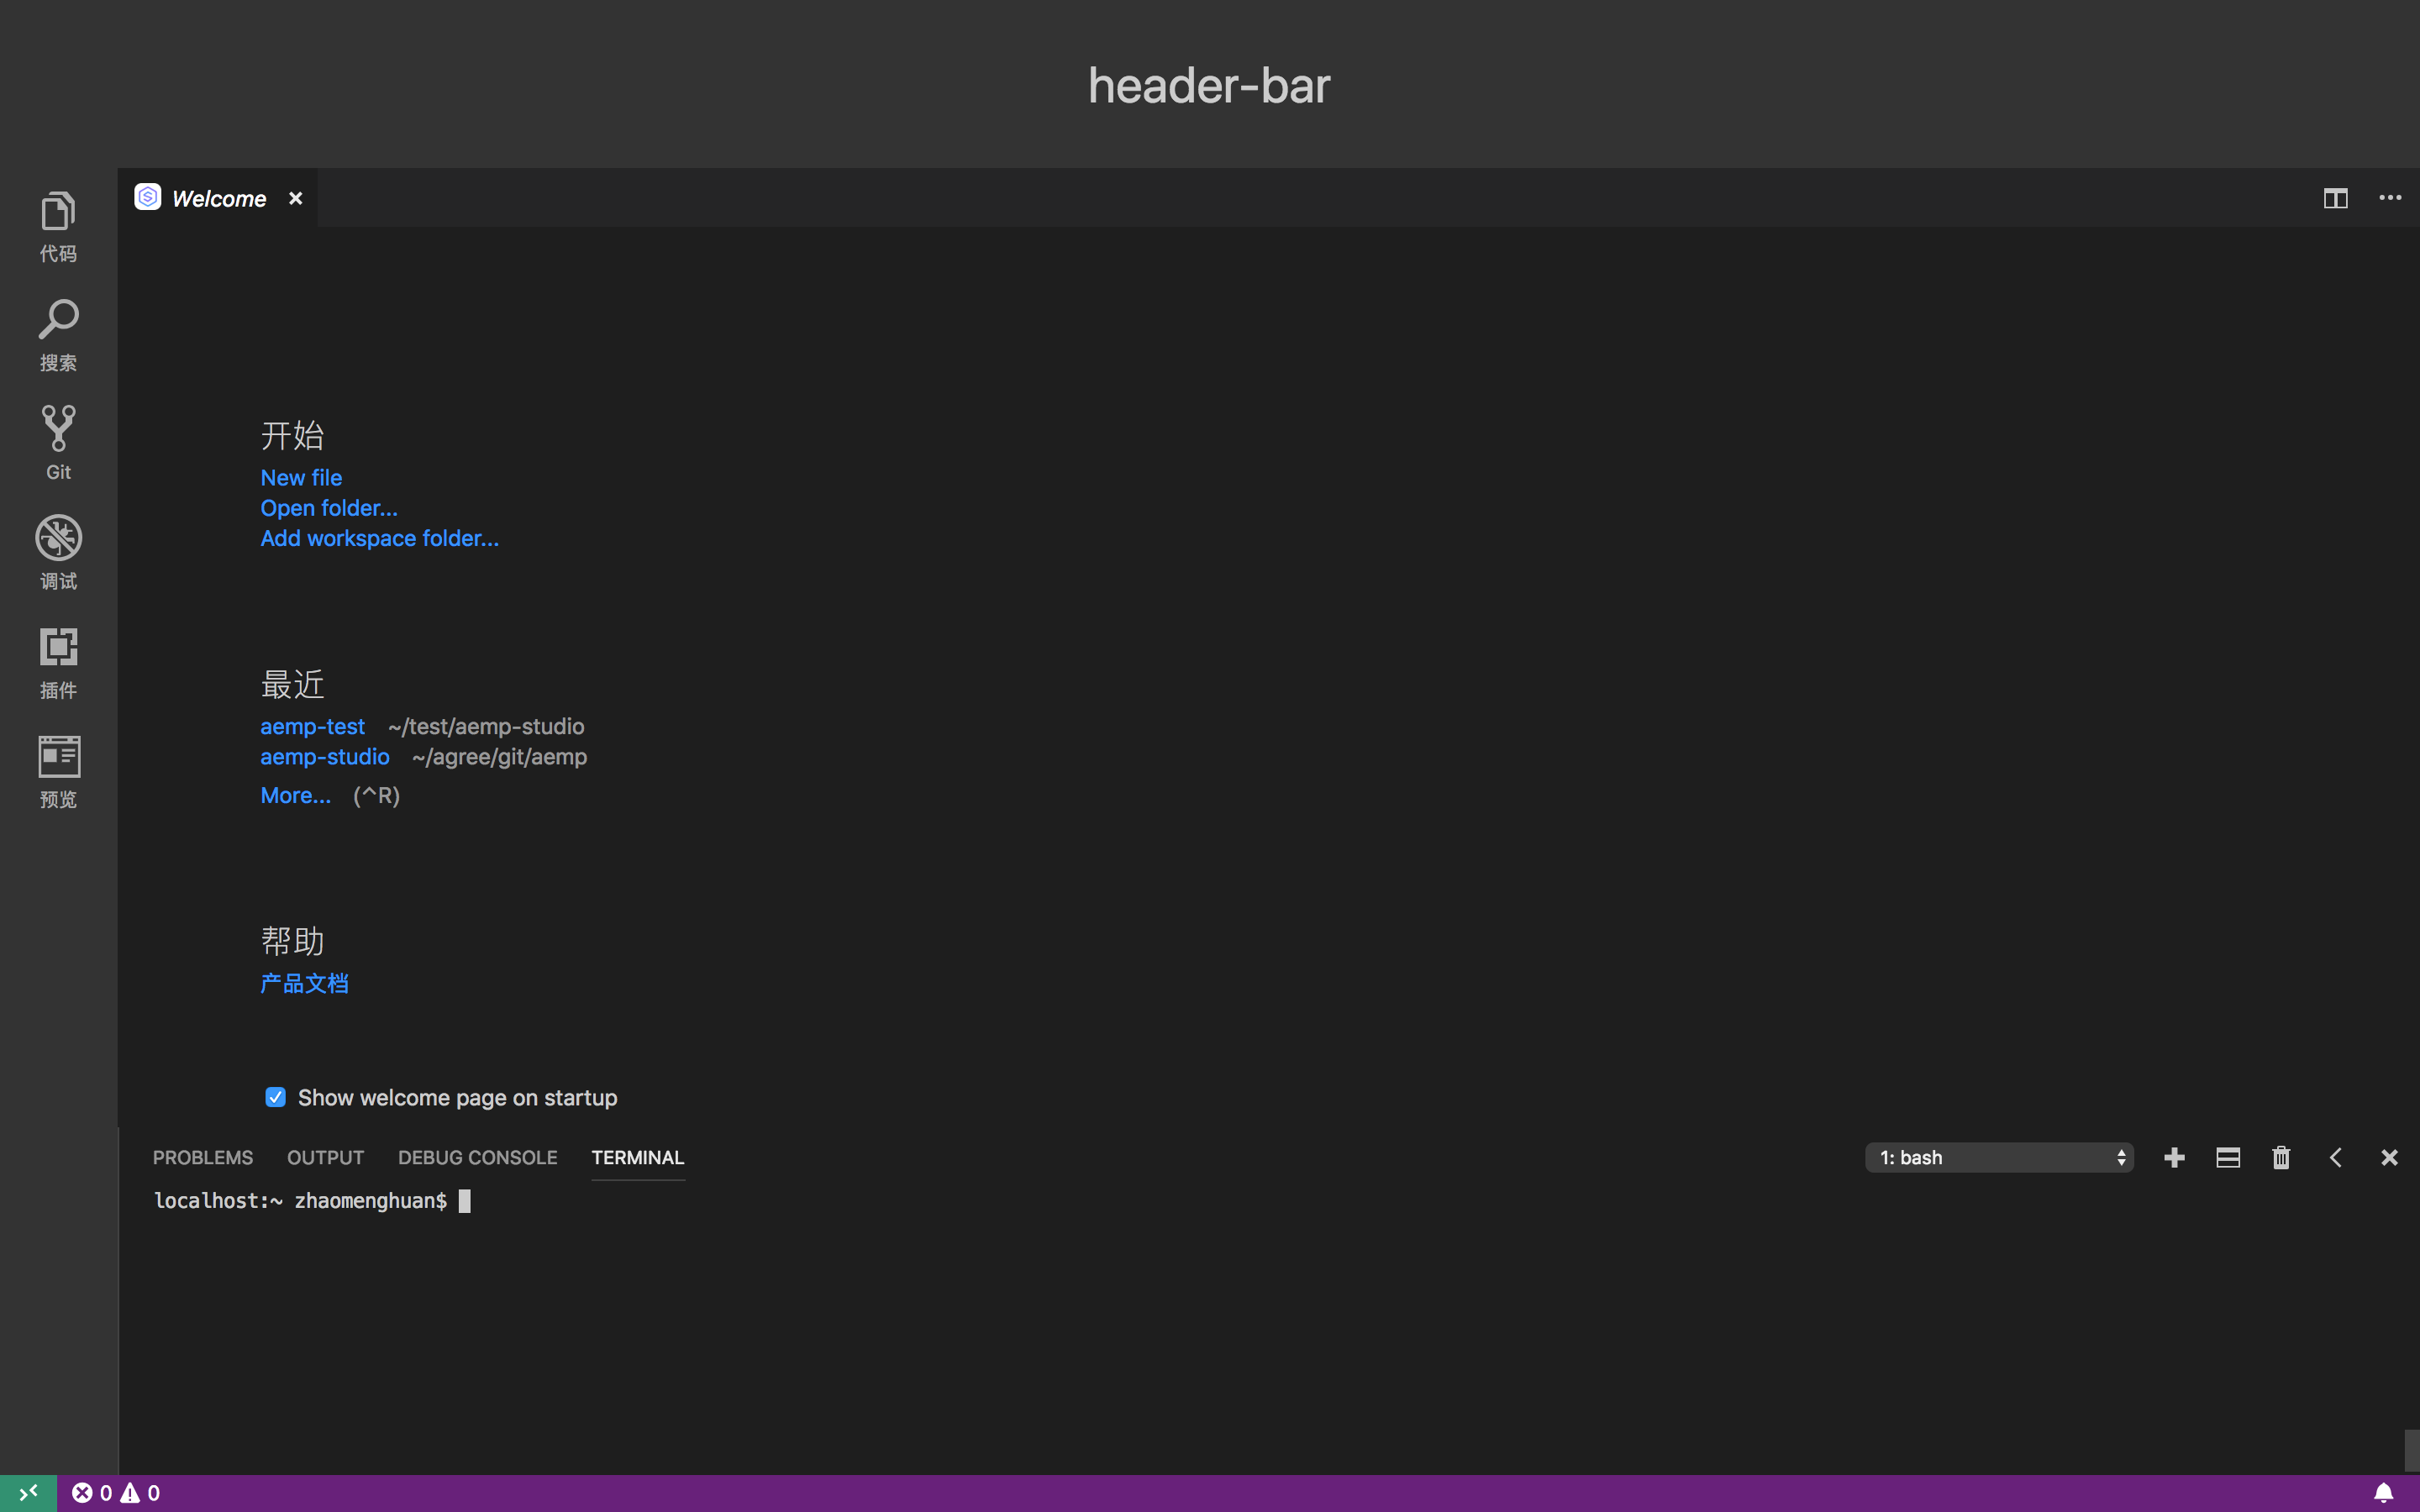 header-bar
代码
搜索
Git
调试
插件
预览
Welcome
开始
New file
Open folder...
Add workspace folder...
最近
aemp-test ~/test/aemp-studio
aemp-studio ~/agree/git/aemp
More... (^R)
帮助
产品文档
Show welcome page on startup
PROBLEMS OUTPUT DEBUG CONSOLE TERMINAL 1: bash
localhost:~ zhaomenghuan$
0 0